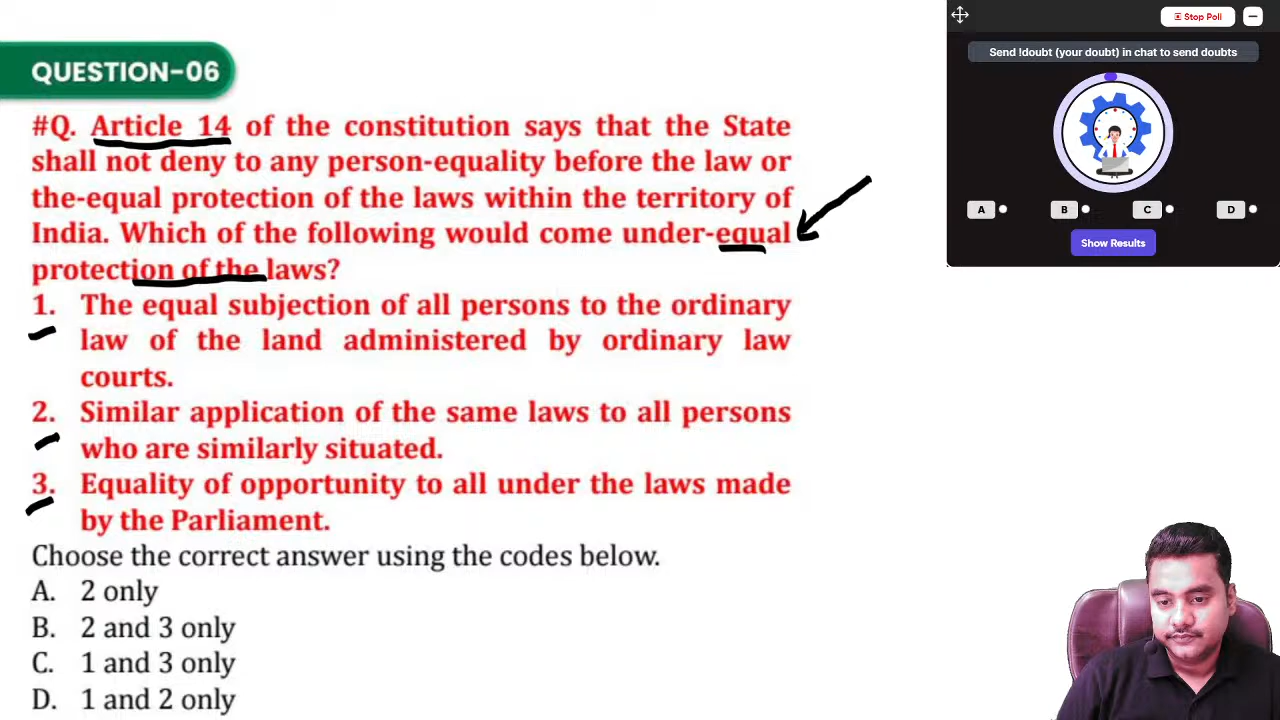 QUESTION-06
#Q. Article 14 of the constitution says that the State
shall not deny to any person-equality before the law or
the-equal protection of the laws within the territory of
India. Which of the following would come under-equal
protection of the laws?
1. The equal subjection of all persons to the ordinary
law of the land administered by ordinary law
courts.
2. Similar application of the same laws to all persons
who are similarly situated.
3. Equality of opportunity to all under the laws made
by the Parliament.
Choose the correct answer using the codes below.
A. 2 only
B. 2 and 3 only
C. 1 and 3 only
D. 1 and 2 only
Stop Poll
Send !doubt (your doubt) in chat to send doubts
A B C D
Show Results